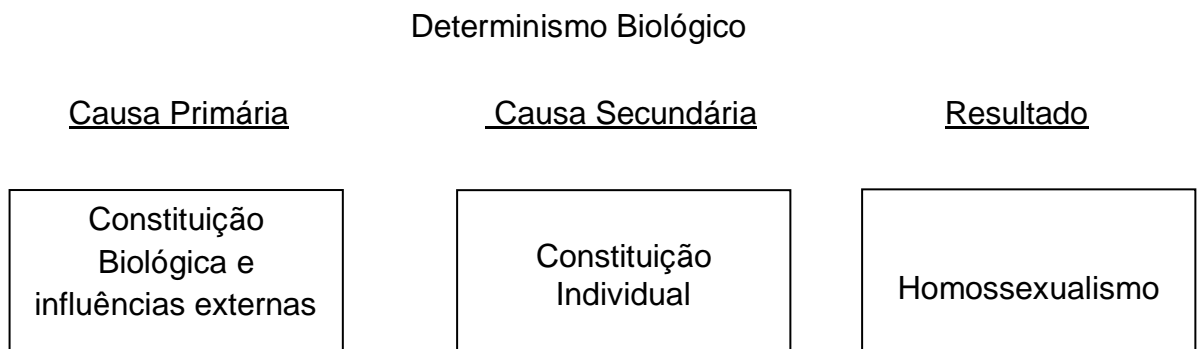 Determinismo Biológico
Causa Primária Causa Secundária Resultado
Constituição
Biológica e
influências externas
Constituição
Individual
Homossexualismo